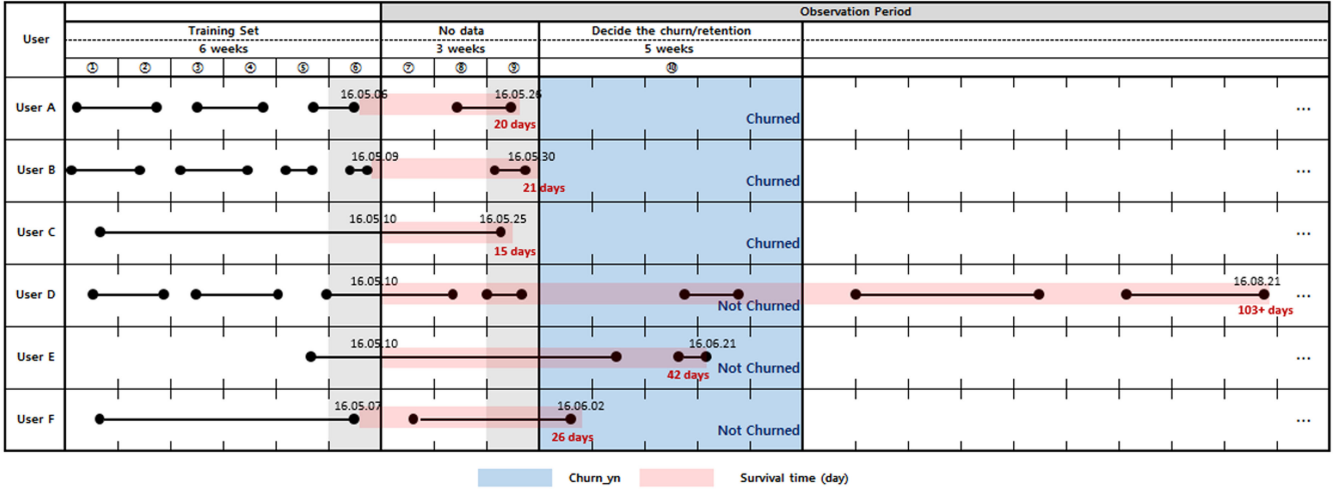 Observation Period
User
Training Set
No data
Decide the churn/retention
6 weeks
3 weeks
5 weeks
① ② ③ ④ ⑤ ⑥ ⑦ ⑧ ⑨ ⑩
16.05.06 16.05.26
User A
...
20 days
Churned
16.05.09 16.05.30
User B
...
21 days
Churned
16.05.10 16.05.25
User C
...
15 days
Churned
16.05.10 16.08.21
User D
...
Not Churned
103+ days
16.05.10 16.06.21
User E
...
42 days
Not Churned
16.05.07 16.06.02
User F
...
26 days
Not Churned
Churn_yn
Survival time (day)